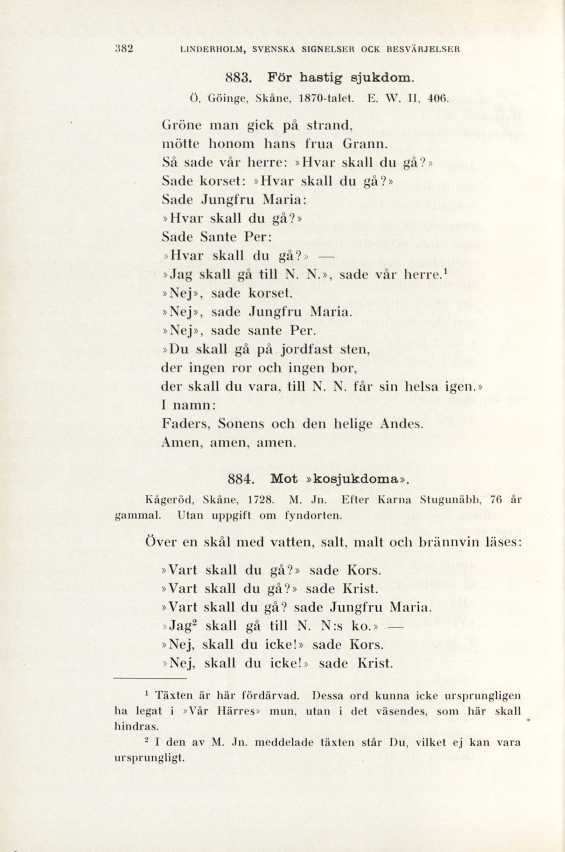 382 LINDERHOLM, SVENSKA SIGNELSER OCK BESVÄRJELSER
883. För hastig sjukdom.
Ö. Göinge, Skåne, 1870-talet. E. W. II, 406.
Gröne man gick på strand,
mötte honom hans frua Grann.
Så sade vår herre: »Hvar skall du gå?»
Sade korset: »Hvar skall du gå?»
Sade Jungfru Maria:
»Hvar skall du gå?»
Sade Sante Per:
»Hvar skall du gå?» —
»Jag skall gå till N. N.», sade vår herre.¹
»Nej», sade korset.
»Nej», sade Jungfru Maria.
»Nej», sade sante Per.
»Du skall gå på jordfast sten,
der ingen ror och ingen bor,
der skall du vara, till N. N. får sin helsa igen.»
I namn:
Faders, Sonens och den helige Andes.
Amen, amen, amen.
884. Mot »kosjukdoma».
Kågeröd, Skåne, 1728. M. Jn. Efter Karna Stugunäbb, 76 år
gammal. Utan uppgift om fyndorten.
Över en skål med vatten, salt, malt och brännvin läses:
»Vart skall du gå?» sade Kors.
»Vart skall du gå?» sade Krist.
»Vart skall du gå? sade Jungfru Maria.
»Jag² skall gå till N. N:s ko.» —
»Nej, skall du icke!» sade Kors.
»Nej, skall du icke!» sade Krist.
¹ Täxten är här fördärvad. Dessa ord kunna icke ursprungligen
ha legat i »Vår Härres» mun, utan i det väsendes, som här skall
hindras.
² I den av M. Jn. meddelade täxten står Du, vilket ej kan vara
ursprungligt.